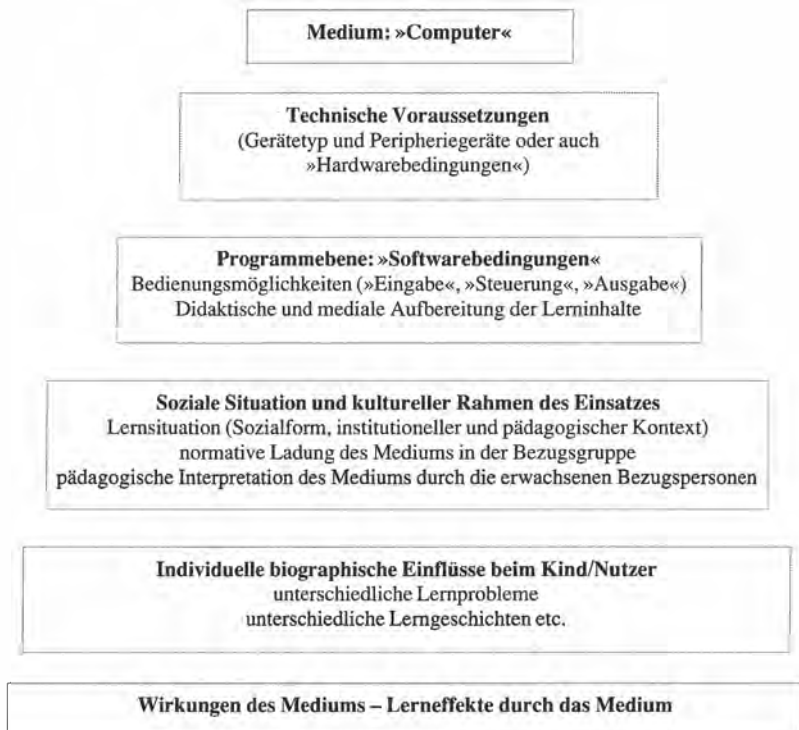 Medium: »Computer«
Technische Voraussetzungen
(Gerätetyp und Peripheriegeräte oder auch
»Hardwarebedingungen«)
Programmebene: »Softwarebedingungen«
Bedienungsmöglichkeiten (»Eingabe«, »Steuerung«, »Ausgabe«)
Didaktische und mediale Aufbereitung der Lerninhalte
Soziale Situation und kultureller Rahmen des Einsatzes
Lernsituation (Sozialform, institutioneller und pädagogischer Kontext)
normative Ladung des Mediums in der Bezugsgruppe
pädagogische Interpretation des Mediums durch die erwachsenen Bezugspersonen
Individuelle biographische Einflüsse beim Kind/Nutzer
unterschiedliche Lernprobleme
unterschiedliche Lerngeschichten etc.
Wirkungen des Mediums – Lerneffekte durch das Medium